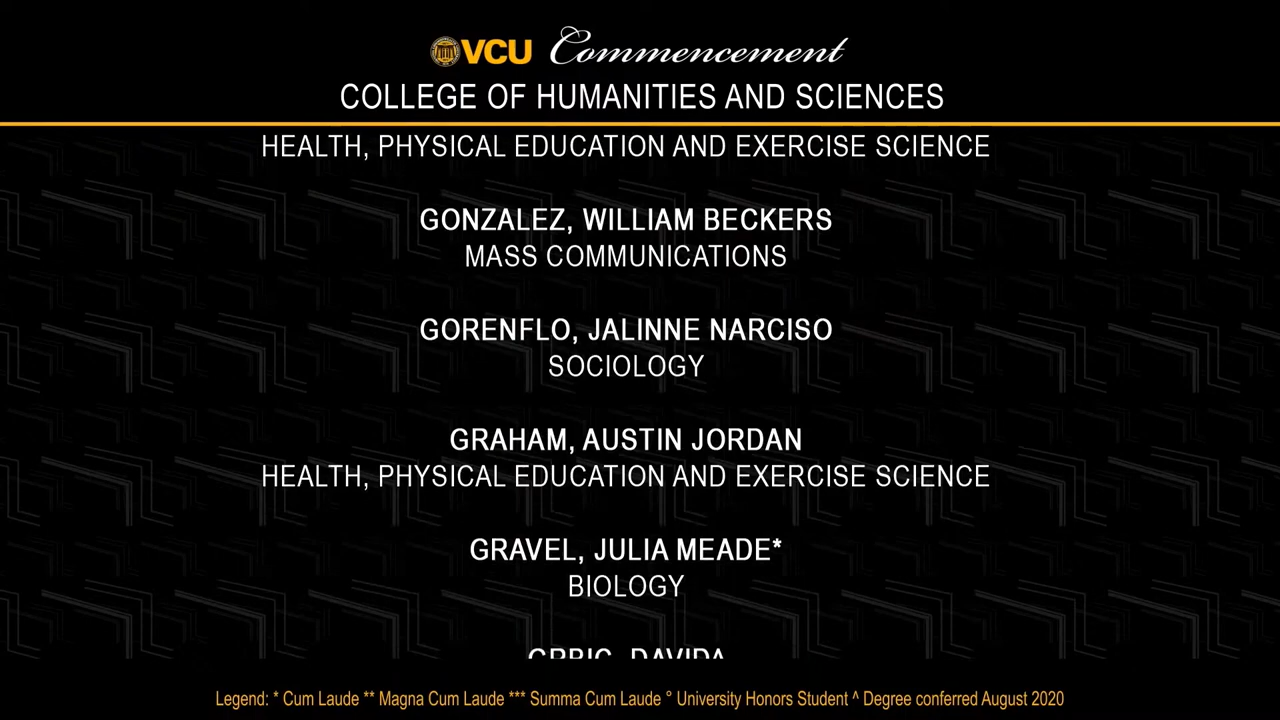 VCU Commencement
COLLEGE OF HUMANITIES AND SCIENCES
HEALTH, PHYSICAL EDUCATION AND EXERCISE SCIENCE
GONZALEZ, WILLIAM BECKERS
MASS COMMUNICATIONS
GORENFLO, JALINNE NARCISO
SOCIOLOGY
GRAHAM, AUSTIN JORDAN
HEALTH, PHYSICAL EDUCATION AND EXERCISE SCIENCE
GRAVEL, JULIA MEADE*
BIOLOGY
DAVIDA
Legend: * Cum Laude ** Magna Cum Laude *** Summa Cum Laude ° University Honors Student ^ Degree conferred August 2020